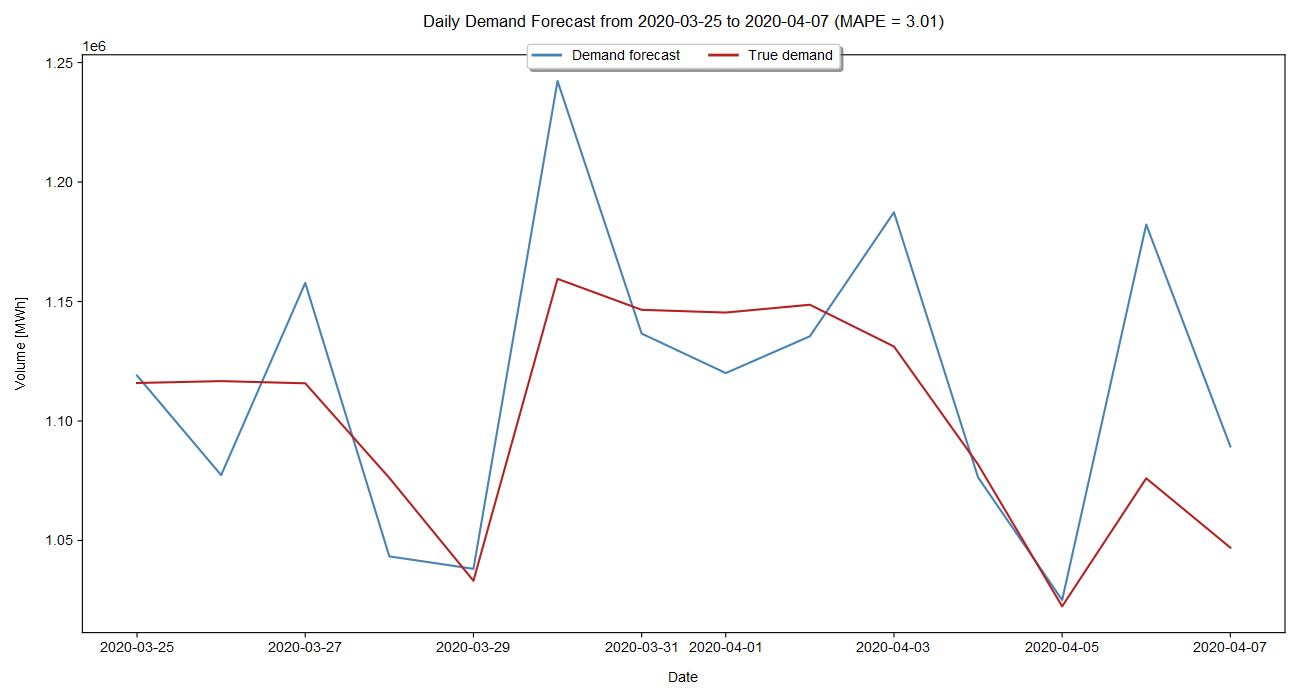 Daily Demand Forecast from 2020-03-25 to 2020-04-07 (MAPE = 3.01)
1e6
Demand forecast True demand
1.25
1.20
1.15
1.10
1.05
Volume [MWh]
2020-03-25 2020-03-27 2020-03-29 2020-03-31 2020-04-01 2020-04-03 2020-04-05 2020-04-07
Date